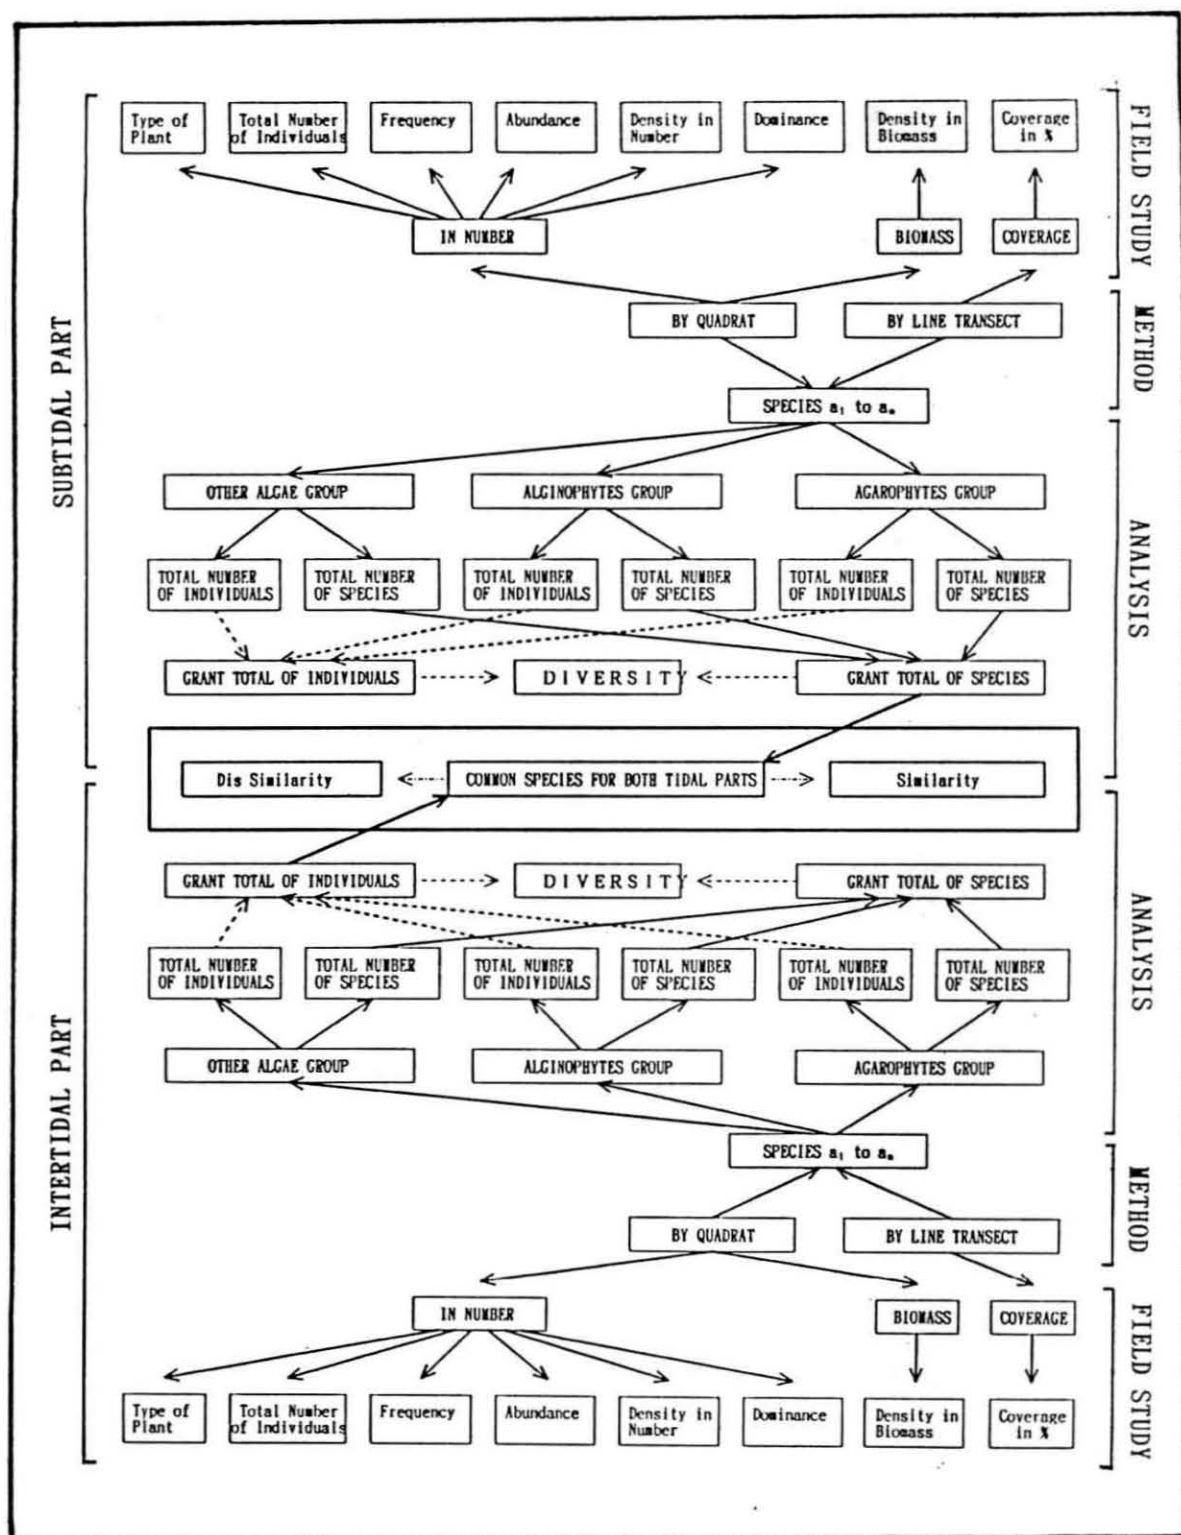 Type of
Plant
Total Number
of Individuals
Frequency
Abundance
Density in
Number
Dominance
Density in
Biomass
Coverage
in %
FIELD STUDY
IN NUMBER
BIOMASS
COVERAGE
BY QUADRAT
BY LINE TRANSECT
METHOD
SUBTIDAL PART
SPECIES a₁ to aₙ
OTHER ALGAE GROUP
ALGINOPHYTES GROUP
AGAROPHYTES GROUP
ANALYSIS
TOTAL NUMBER
OF INDIVIDUALS
TOTAL NUMBER
OF SPECIES
TOTAL NUMBER
OF INDIVIDUALS
TOTAL NUMBER
OF SPECIES
TOTAL NUMBER
OF INDIVIDUALS
TOTAL NUMBER
OF SPECIES
GRANT TOTAL OF INDIVIDUALS
DIVERSITY
GRANT TOTAL OF SPECIES
Dis Similarity
COMMON SPECIES FOR BOTH TIDAL PARTS
Similarity
GRANT TOTAL OF INDIVIDUALS
DIVERSITY
GRANT TOTAL OF SPECIES
TOTAL NUMBER
OF INDIVIDUALS
TOTAL NUMBER
OF SPECIES
TOTAL NUMBER
OF INDIVIDUALS
TOTAL NUMBER
OF SPECIES
TOTAL NUMBER
OF INDIVIDUALS
TOTAL NUMBER
OF SPECIES
ANALYSIS
OTHER ALGAE GROUP
ALGINOPHYTES GROUP
AGAROPHYTES GROUP
INTERTIDAL PART
SPECIES a₁ to aₙ
BY QUADRAT
BY LINE TRANSECT
METHOD
IN NUMBER
BIOMASS
COVERAGE
FIELD STUDY
Type of
Plant
Total Number
of Individuals
Frequency
Abundance
Density in
Number
Dominance
Density in
Biomass
Coverage
in %